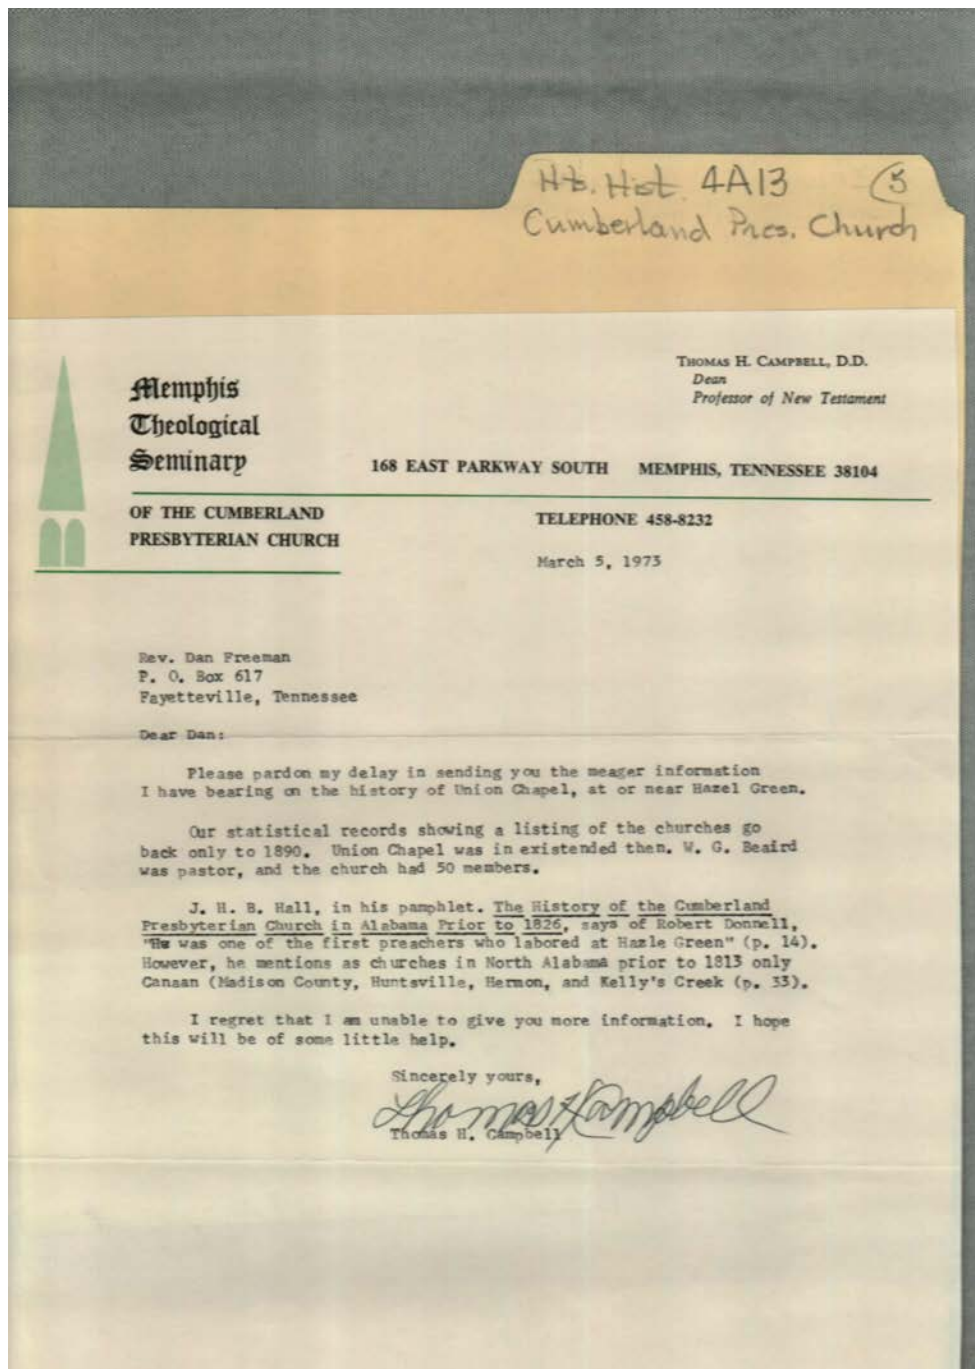 Hts. Hist. 4A13 5
Cumberland Pres. Church
THOMAS H. CAMPBELL, D.D.
Dean
Professor of New Testament
Memphis
Theological
Seminary
168 EAST PARKWAY SOUTH MEMPHIS, TENNESSEE 38104
OF THE CUMBERLAND
PRESBYTERIAN CHURCH
TELEPHONE 458-8232
March 5, 1973
Rev. Dan Freeman
P. O. Box 617
Fayetteville, Tennessee
Dear Dan:
Please pardon my delay in sending you the meager information
I have bearing on the history of Union Chapel, at or near Hazel Green.
Our statistical records showing a listing of the churches go
back only to 1890. Union Chapel was in existended then. W. G. Beaird
was pastor, and the church had 50 members.
J. H. B. Hall, in his pamphlet. The History of the Cumberland
Presbyterian Church in Alabama Prior to 1826, says of Robert Donnell,
"He was one of the first preachers who labored at Hazle Green" (p. 14).
However, he mentions as churches in North Alabama prior to 1813 only
Canaan (Madison County, Huntsville, Hermon, and Kelly's Creek (p. 33).
I regret that I am unable to give you more information. I hope
this will be of some little help.
Sincerely yours,
Thomas H Campbell
Thomas H. Campbell